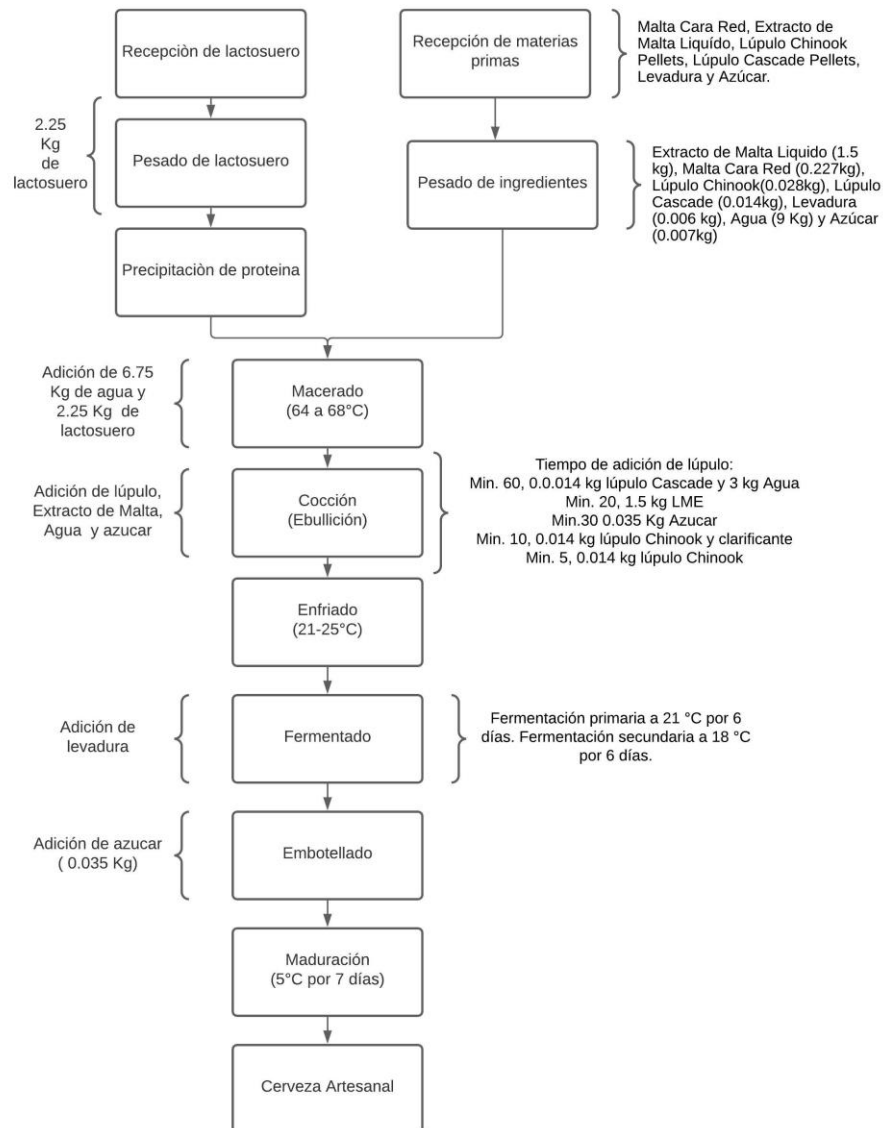 Recepciòn de lactosuero
Recepción de materias
primas
Malta Cara Red, Extracto de
Malta Liquído, Lúpulo Chinook
Pellets, Lúpulo Cascade Pellets,
Levadura y Azúcar.
2.25
Kg
de
lactosuero
Pesado de lactosuero
Pesado de ingredientes
Extracto de Malta Liquido (1.5
kg), Malta Cara Red (0.227kg),
Lúpulo Chinook(0.028kg), Lúpulo
Cascade (0.014kg), Levadura
(0.006 kg), Agua (9 Kg) y Azúcar
(0.007kg)
Precipitaciòn de proteina
Adición de 6.75
Kg de agua y
2.25 Kg de
lactosuero
Macerado
(64 a 68°C)
Adición de lúpulo,
Extracto de Malta,
Agua y azucar
Cocción
(Ebullición)
Tiempo de adición de lúpulo:
Min. 60, 0.0.014 kg lúpulo Cascade y 3 kg Agua
Min. 20, 1.5 kg LME
Min.30 0.035 Kg Azucar
Min. 10, 0.014 kg lúpulo Chinook y clarificante
Min. 5, 0.014 kg lúpulo Chinook
Enfriado
(21-25°C)
Adición de
levadura
Fermentado
Fermentación primaria a 21 °C por 6
días. Fermentación secundaria a 18 °C
por 6 días.
Adición de azucar
( 0.035 Kg)
Embotellado
Maduración
(5°C por 7 días)
Cerveza Artesanal